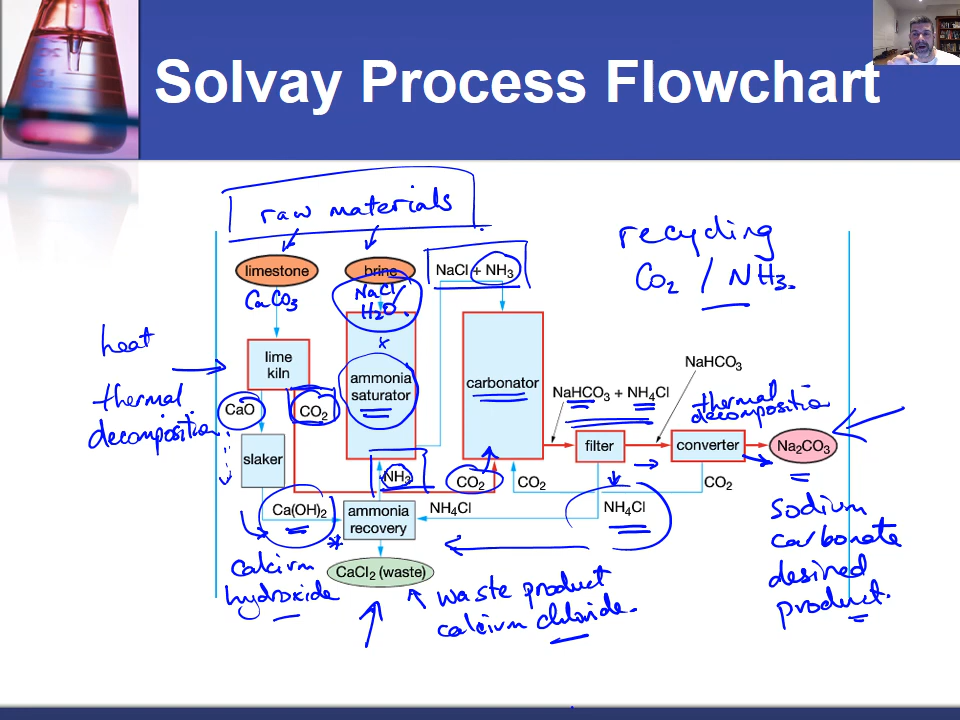 Solvay Process Flowchart
raw materials
recycling
CO2 / NH3.
limestone
brine
NaCl + NH3
CaCO3
NaCl
H2O
heat
thermal
decomposition.
lime
kiln
ammonia
saturator
carbonator
NaHCO3
NaHCO3 + NH4Cl
thermal
decomposition
CaO
CO2
slaker
filter
converter
Na2CO3
NH3
CO2
CO2
CO2
Ca(OH)2
ammonia
recovery
NH4Cl
NH4Cl
calcium
hydroxide
CaCl2 (waste)
waste product
calcium chloride.
sodium
carbonate
desired
product.